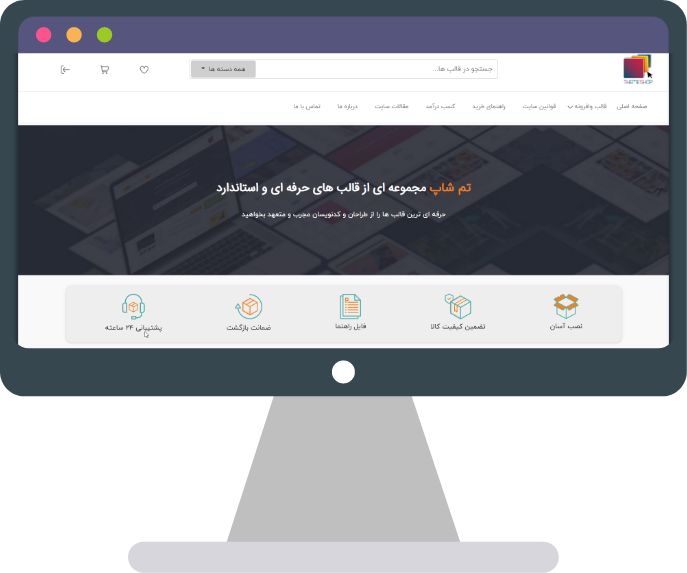 همه دسته ها
جستجو در قالب ها...
THEME SHOP
صفحه اصلی
قالب وافزونه
قوانین سایت
راهنمای خرید
کسب درآمد
مقالات سایت
درباره ما
تماس با ما
تم شاپ مجموعه ای از قالب های حرفه ای و استاندارد
حرفه ای ترین قالب ها را از طراحان و کدنویسان مجرب و متعهد بخواهید
نصب آسان
تضمین کیفیت کالا
فایل راهنما
ضمانت بازگشت
پشتیبانی ۲۴ ساعته